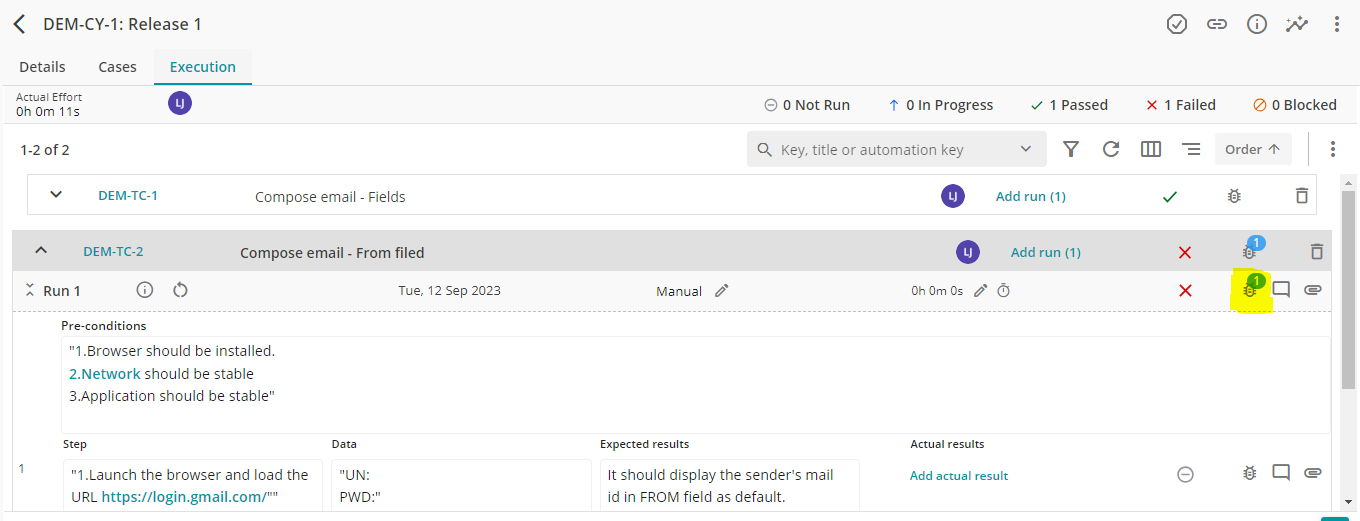 DEM-CY-1: Release 1
Details Cases Execution
Actual Effort
0h 0m 11s
LJ
0 Not Run 0 In Progress 1 Passed 1 Failed 0 Blocked
1-2 of 2
Key, title or automation key
Order
DEM-TC-1 Compose email - Fields LJ Add run (1)
DEM-TC-2 Compose email - From filed LJ Add run (1) 1
Run 1 Tue, 12 Sep 2023 Manual 0h 0m 0s 1
Pre-conditions
"1.Browser should be installed.
2.Network should be stable
3.Application should be stable"
Step Data Expected results Actual results
1
"1.Launch the browser and load the
URL https://login.gmail.com/""
"UN:
PWD:"
It should display the sender's mail
id in FROM field as default.
Add actual result